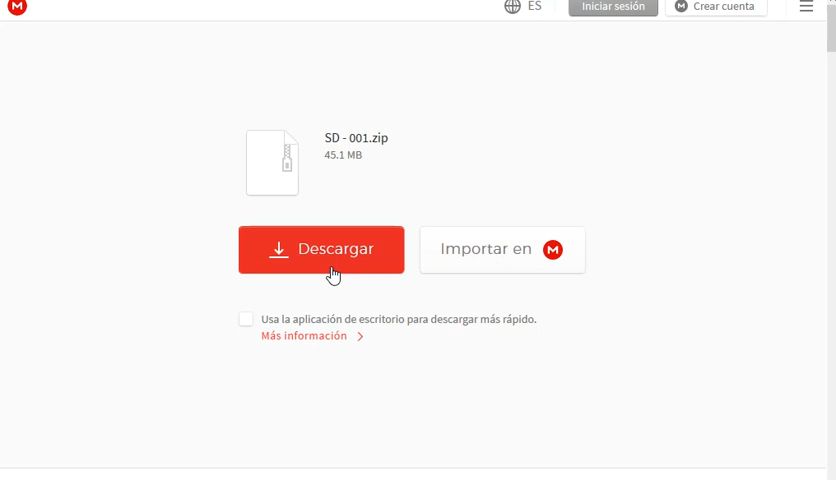 M
ES
Iniciar sesión
M Crear cuenta
SD - 001.zip
45.1 MB
Descargar
Importar en M
Usa la aplicación de escritorio para descargar más rápido.
Más información